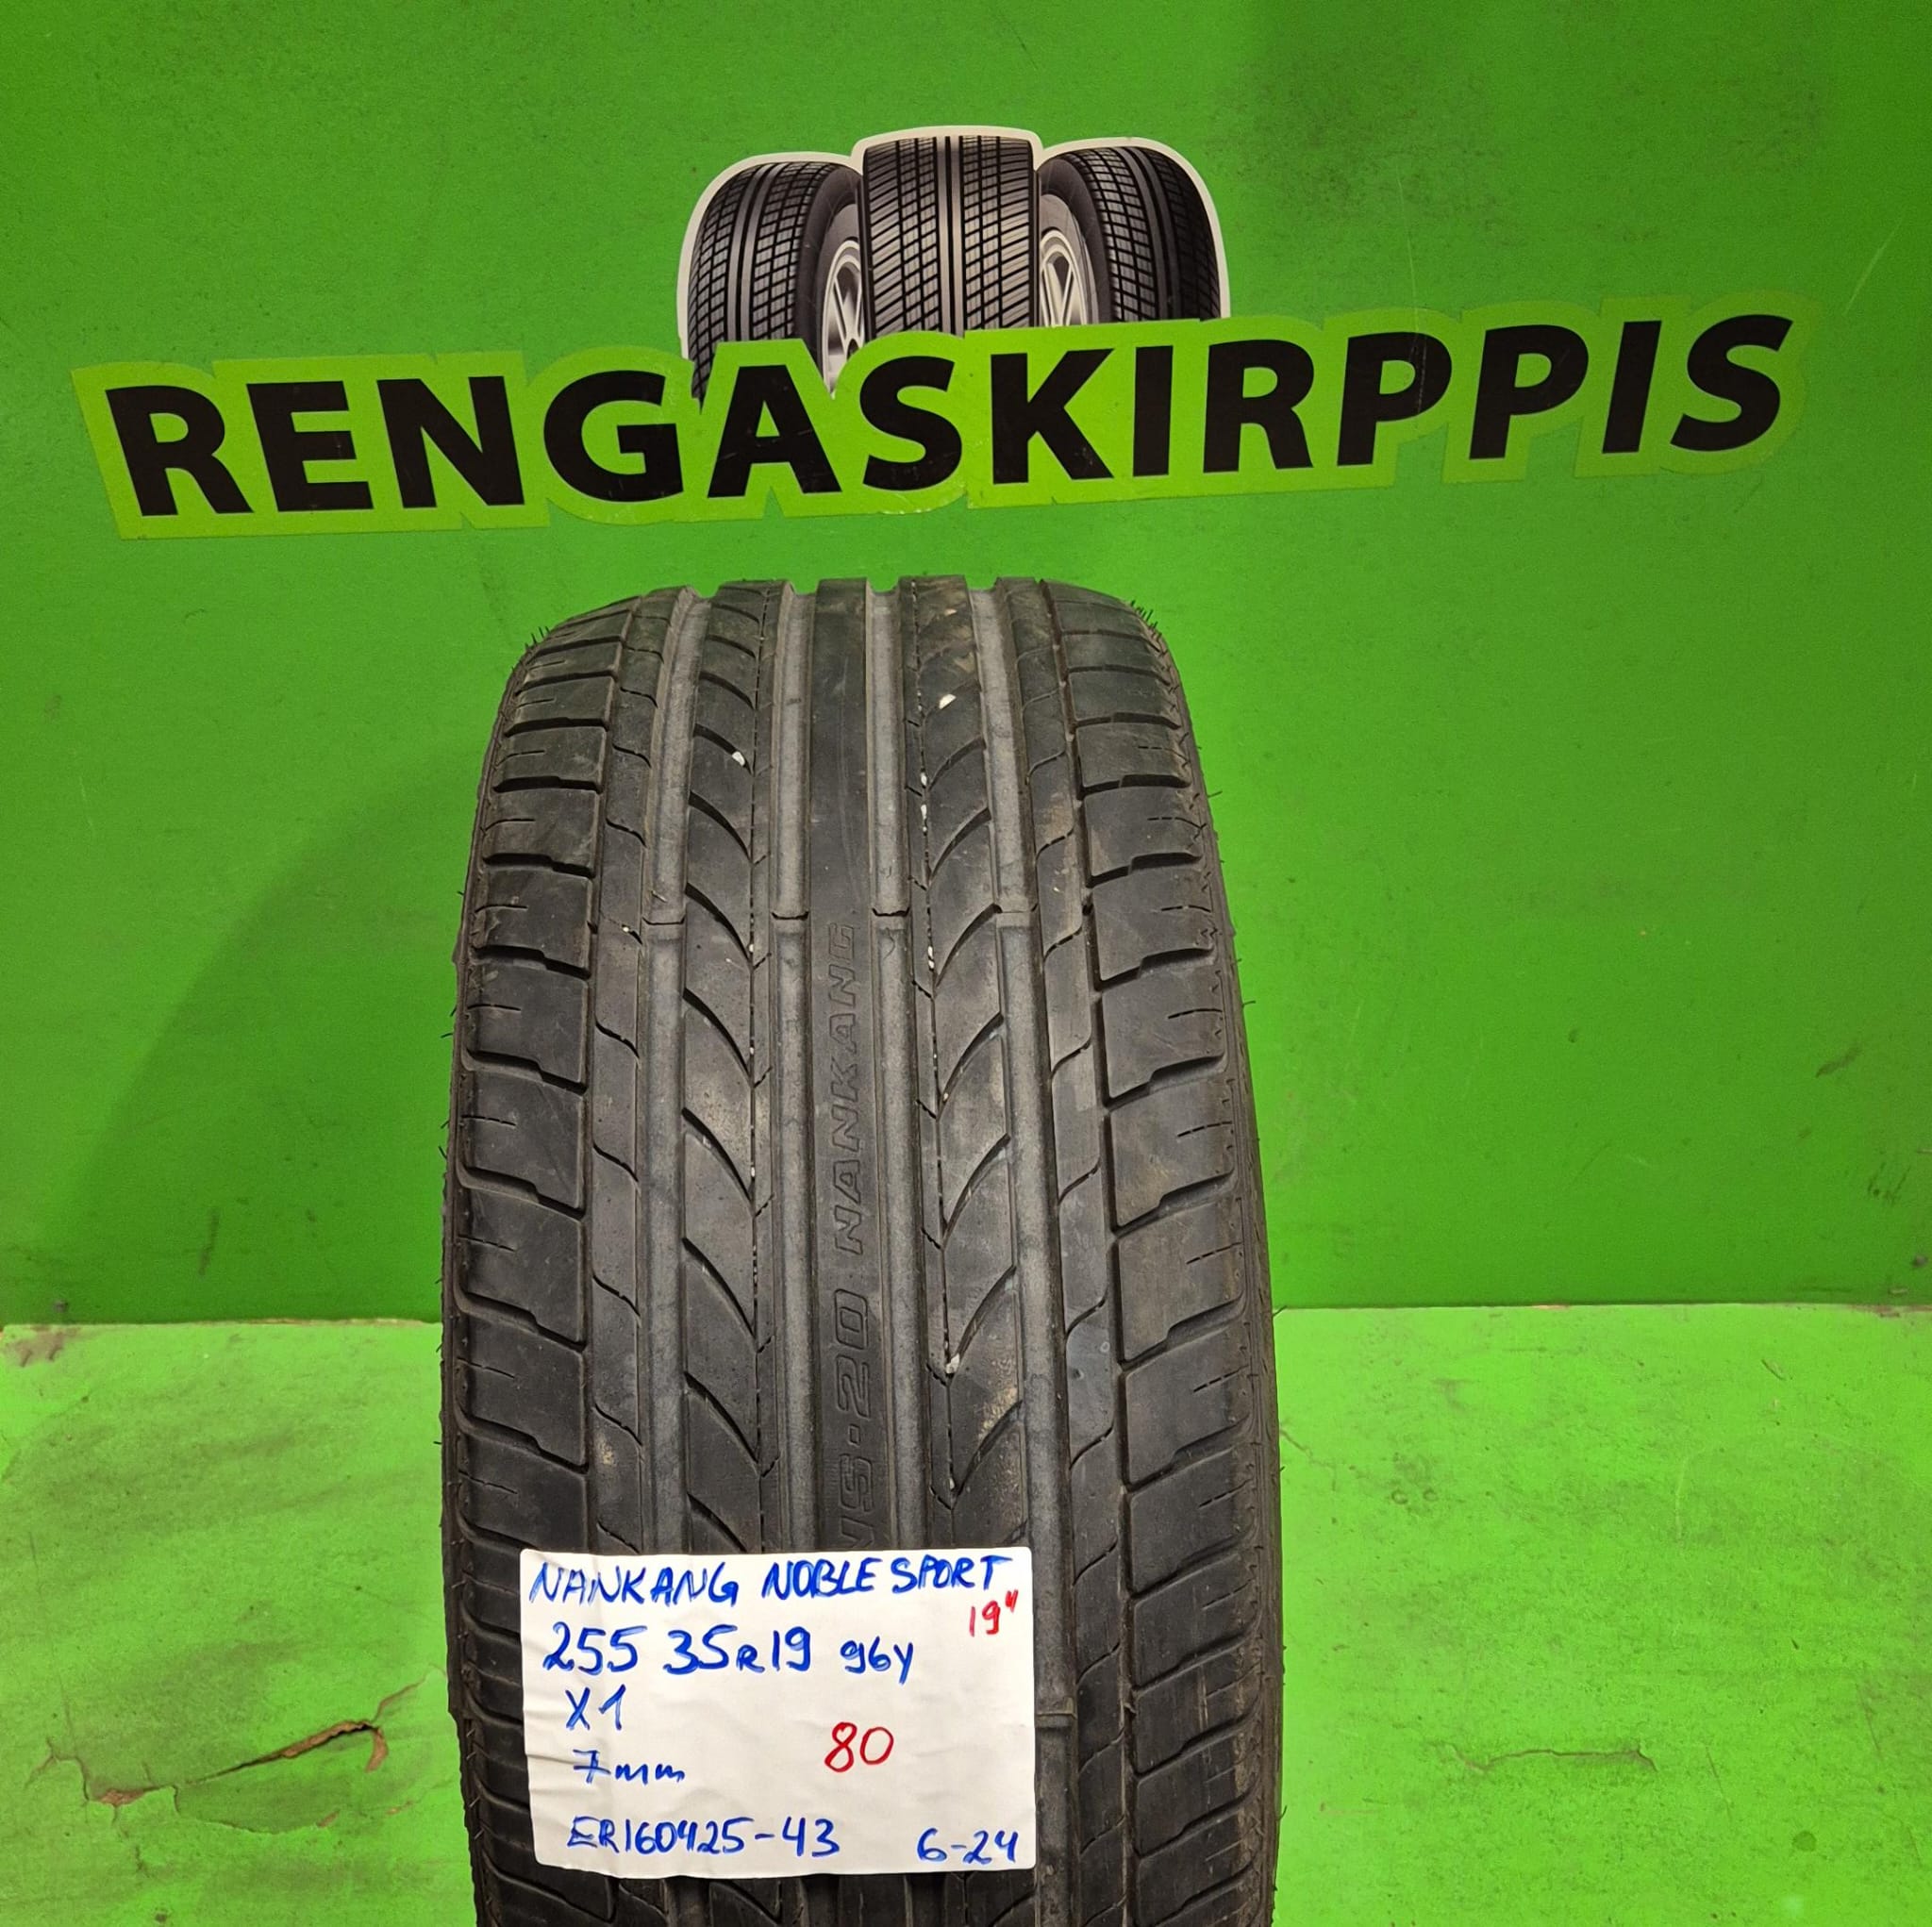 RENGASKIRPPIS
NS-20 NANKANG
NANKANG NOBLE SPORT
19"
255 35R19 96Y
X1
80
7mm
ER160425-43 6-24